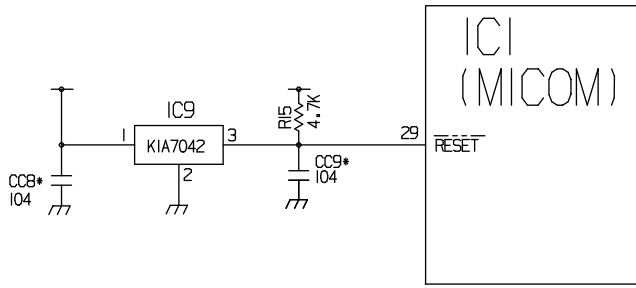 IC1
(MICOM)
IC9
R15
4.7K
1
KIA7042
3
29
RESET
2
CC8*
104
CC9*
104